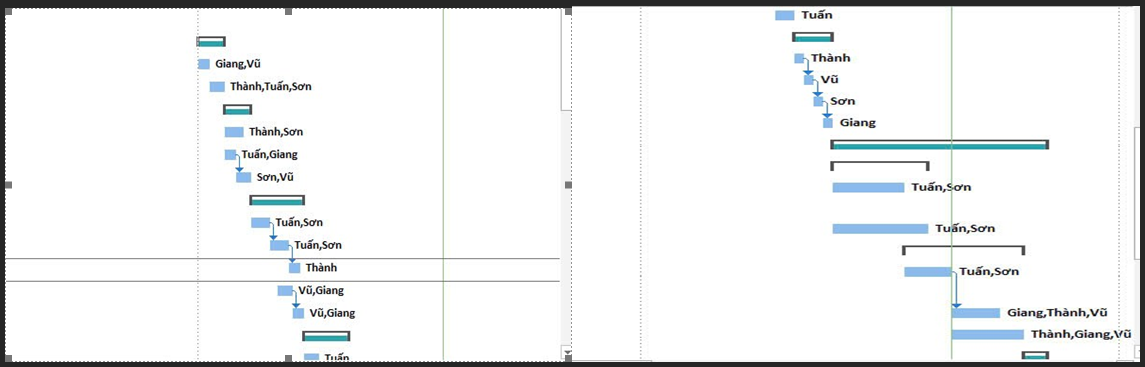 Giang,Vũ
Thành,Tuấn,Sơn
Thành,Sơn
Tuấn,Giang
Sơn,Vũ
Tuấn,Sơn
Tuấn,Sơn
Thành
Vũ,Giang
Vũ,Giang
Tuấn
Tuấn
Thành
Vũ
Sơn
Giang
Tuấn,Sơn
Tuấn,Sơn
Tuấn,Sơn
Giang,Thành,Vũ
Thành,Giang,Vũ